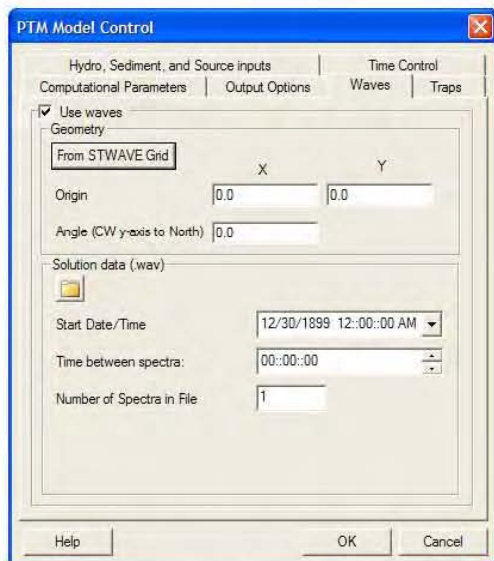 PTM Model Control
Hydro, Sediment, and Source inputs Time Control
Computational Parameters Output Options Waves Traps
Use waves
Geometry
From STWAVE Grid
X Y
Origin 0.0 0.0
Angle (CW y-axis to North) 0.0
Solution data (.wav)
Start Date/Time 12/30/1899 12::00::00 AM
Time between spectra: 00::00::00
Number of Spectra in File 1
Help OK Cancel